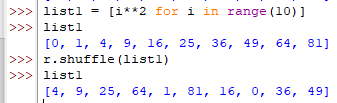 >>> list1 = [i**2 for i in range(10)]
>>> list1
[0, 1, 4, 9, 16, 25, 36, 49, 64, 81]
>>> r.shuffle(list1)
>>> list1
[4, 9, 25, 64, 1, 81, 16, 0, 36, 49]